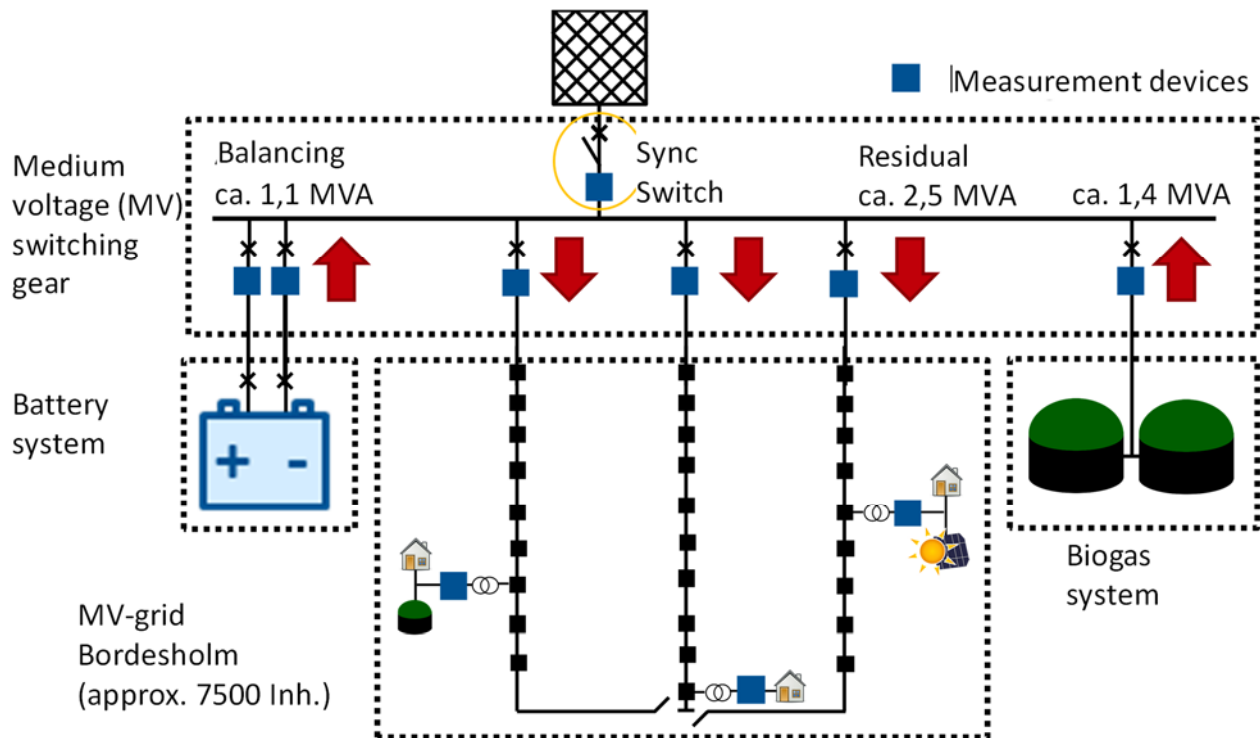 Measurement devices
Medium
voltage (MV)
switching
gear
Balancing
ca. 1,1 MVA
Sync
Switch
Residual
ca. 2,5 MVA
ca. 1,4 MVA
Battery
system
+ -
Biogas
system
MV-grid
Bordesholm
(approx. 7500 Inh.)